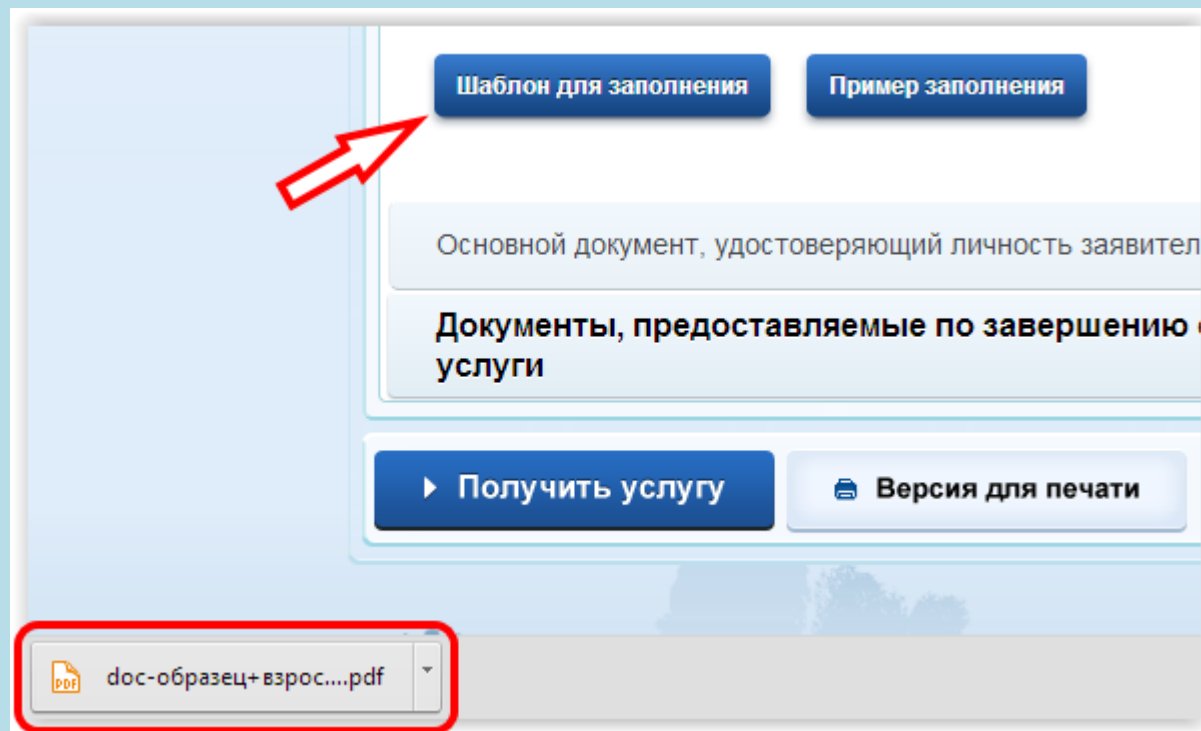 Шаблон для заполнения
Пример заполнения
Основной документ, удостоверяющий личность заявител
Документы, предоставляемые по завершению
услуги
Получить услугу
Версия для печати
PDF
doc-образец+взрос....pdf